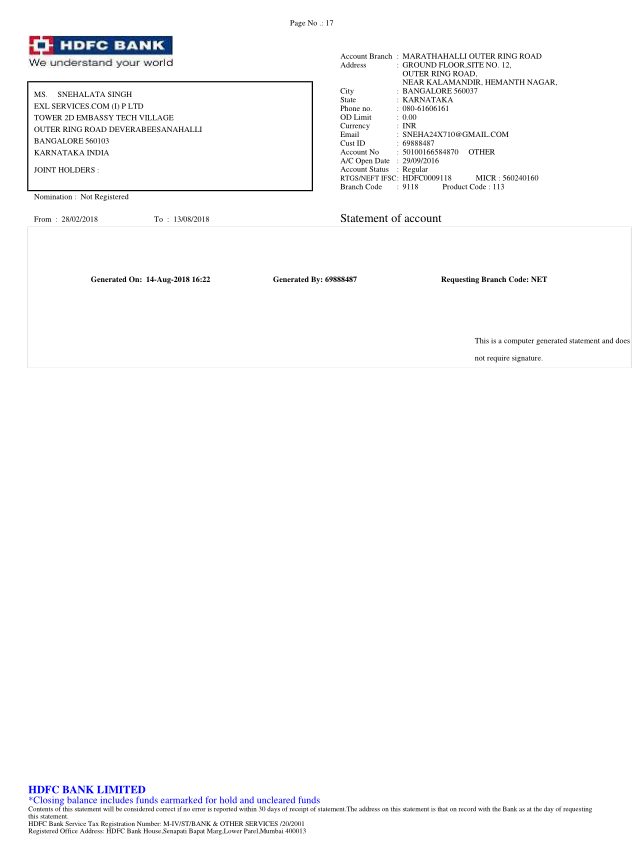 Page No .: 17
HDFC BANK
We understand your world
MS. SNEHALATA SINGH
EXL SERVICES.COM (I) P LTD
TOWER 2D EMBASSY TECH VILLAGE
OUTER RING ROAD DEVERABEESANAHALLI
BANGALORE 560103
KARNATAKA INDIA
JOINT HOLDERS :
Nomination : Not Registered
From : 28/02/2018 To : 13/08/2018
Account Branch : MARATHAHALLI OUTER RING ROAD
Address : GROUND FLOOR,SITE NO. 12,
OUTER RING ROAD,
NEAR KALAMANDIR, HEMANTH NAGAR,
City : BANGALORE 560037
State : KARNATAKA
Phone no. : 080-61606161
OD Limit : 0.00
Currency : INR
Email : SNEHA24X710@GMAIL.COM
Cust ID : 69888487
Account No : 50100166584870 OTHER
A/C Open Date : 29/09/2016
Account Status : Regular
RTGS/NEFT IFSC: HDFC0009118 MICR : 560240160
Branch Code : 9118 Product Code : 113
Statement of account
Generated On: 14-Aug-2018 16:22 Generated By: 69888487 Requesting Branch Code: NET
This is a computer generated statement and does
not require signature.
HDFC BANK LIMITED
*Closing balance includes funds earmarked for hold and uncleared funds
Contents of this statement will be considered correct if no error is reported within 30 days of receipt of statement.The address on this statement is that on record with the Bank as at the day of requesting
this statement.
HDFC Bank Service Tax Registration Number: M-IV/ST/BANK & OTHER SERVICES /20/2001
Registered Office Address: HDFC Bank House,Senapati Bapat Marg,Lower Parel,Mumbai 400013